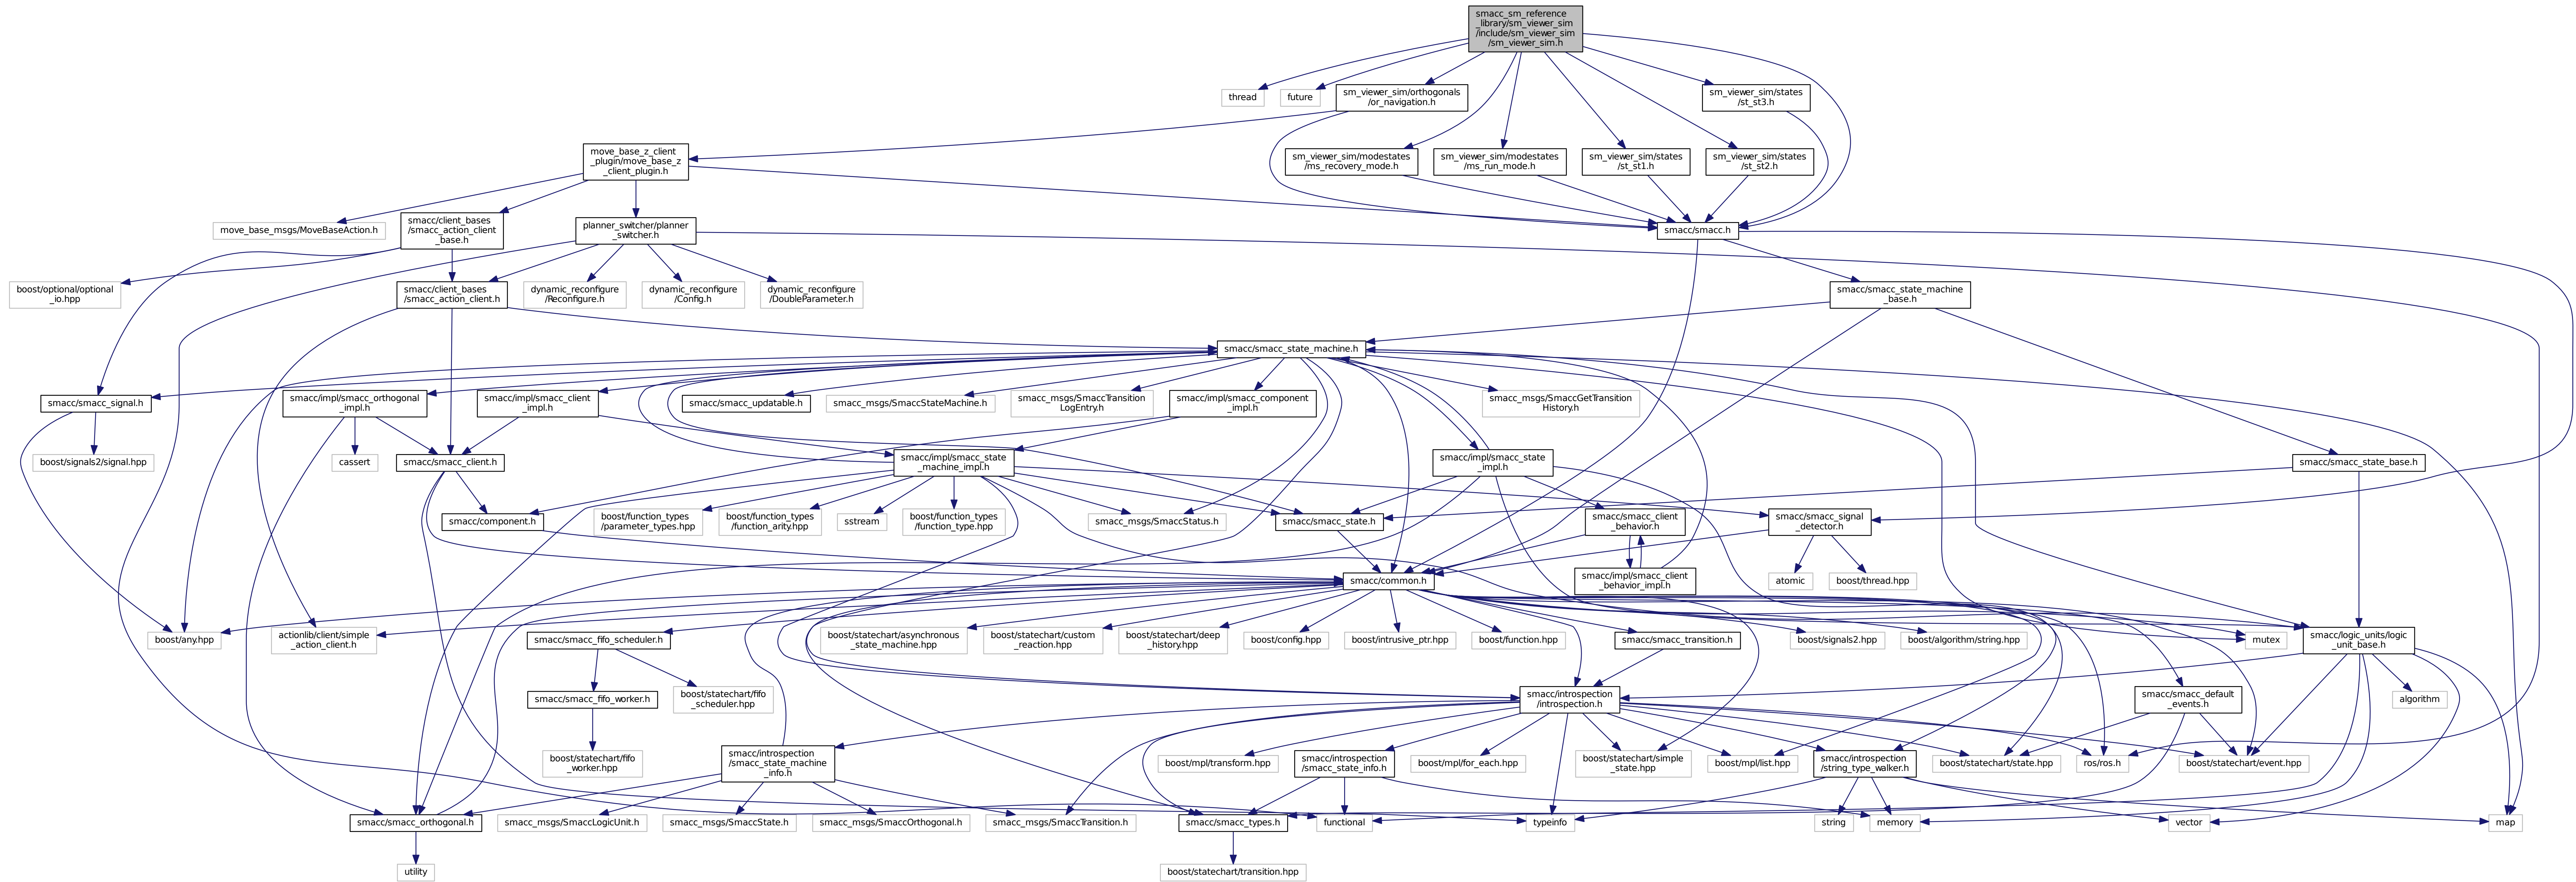 smacc_sm_reference
_library/sm_viewer_sim
/include/sm_viewer_sim
/sm_viewer_sim.h
thread
future
sm_viewer_sim/orthogonals
/or_navigation.h
sm_viewer_sim/states
/st_st3.h
move_base_z_client
_plugin/move_base_z
_client_plugin.h
sm_viewer_sim/modestates
/ms_recovery_mode.h
sm_viewer_sim/modestates
/ms_run_mode.h
sm_viewer_sim/states
/st_st1.h
sm_viewer_sim/states
/st_st2.h
move_base_msgs/MoveBaseAction.h
smacc/client_bases
/smacc_action_client
_base.h
planner_switcher/planner
_switcher.h
smacc/smacc.h
boost/optional/optional
_io.hpp
smacc/client_bases
/smacc_action_client.h
dynamic_reconfigure
/Reconfigure.h
dynamic_reconfigure
/Config.h
dynamic_reconfigure
/DoubleParameter.h
smacc/smacc_state_machine
_base.h
smacc/smacc_state_machine.h
smacc/smacc_signal.h
smacc/impl/smacc_orthogonal
_impl.h
smacc/impl/smacc_client
_impl.h
smacc/smacc_updatable.h
smacc_msgs/SmaccStateMachine.h
smacc_msgs/SmaccTransition
LogEntry.h
smacc/impl/smacc_component
_impl.h
smacc_msgs/SmaccGetTransition
History.h
boost/signals2/signal.hpp
cassert
smacc/smacc_client.h
smacc/impl/smacc_state
_machine_impl.h
smacc/impl/smacc_state
_impl.h
smacc/smacc_state_base.h
smacc/component.h
boost/function_types
/parameter_types.hpp
boost/function_types
/function_arity.hpp
sstream
boost/function_types
/function_type.hpp
smacc_msgs/SmaccStatus.h
smacc/smacc_state.h
smacc/smacc_client
_behavior.h
smacc/smacc_signal
_detector.h
smacc/common.h
smacc/impl/smacc_client
_behavior_impl.h
atomic
boost/thread.hpp
boost/any.hpp
actionlib/client/simple
_action_client.h
smacc/smacc_fifo_scheduler.h
boost/statechart/asynchronous
_state_machine.hpp
boost/statechart/custom
_reaction.hpp
boost/statechart/deep
_history.hpp
boost/config.hpp
boost/intrusive_ptr.hpp
boost/function.hpp
smacc/smacc_transition.h
boost/signals2.hpp
boost/algorithm/string.hpp
mutex
smacc/logic_units/logic
_unit_base.h
smacc/smacc_fifo_worker.h
boost/statechart/fifo
_scheduler.hpp
smacc/introspection
/introspection.h
smacc/smacc_default
_events.h
algorithm
boost/statechart/fifo
_worker.hpp
smacc/introspection
/smacc_state_machine
_info.h
boost/mpl/transform.hpp
smacc/introspection
/smacc_state_info.h
boost/mpl/for_each.hpp
boost/statechart/simple
_state.hpp
boost/mpl/list.hpp
smacc/introspection
/string_type_walker.h
boost/statechart/state.hpp
ros/ros.h
boost/statechart/event.hpp
smacc/smacc_orthogonal.h
smacc_msgs/SmaccLogicUnit.h
smacc_msgs/SmaccState.h
smacc_msgs/SmaccOrthogonal.h
smacc_msgs/SmaccTransition.h
smacc/smacc_types.h
functional
typeinfo
string
memory
vector
map
utility
boost/statechart/transition.hpp